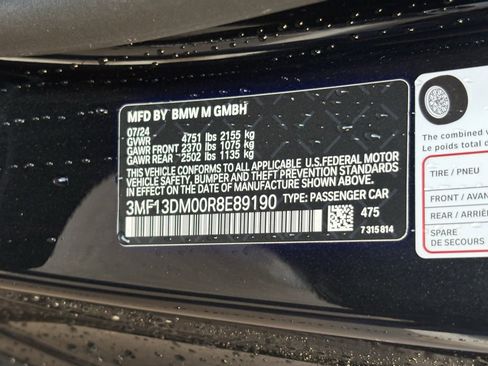 MFD BY BMW M GMBH
07/24
GVWR 4751 lbs 2155 kg
GAWR FRONT 2370 lbs 1075 kg
GAWR REAR 2502 lbs 1135 kg
THIS VEHICLE CONFORMS TO ALL APPLICABLE U.S.FEDERAL MOTOR
VEHICLE SAFETY, BUMPER AND THEFT PREVENTION STANDARDS
IN EFFECT ON THE DATE OF MANUFACTURE SHOWN ABOVE.
3MF13DM00R8E89190 TYPE: PASSENGER CAR
475
7 315 814
The combined
Le poids total d
TIRE / PNEU
FRONT / AVAN
REAR / ARRIÈR
SPARE
DE SECOURS